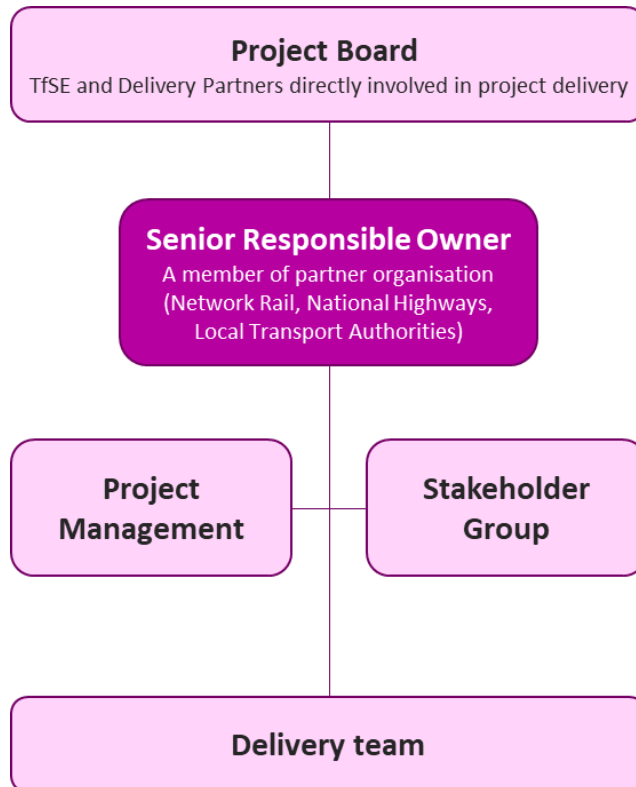 Project Board
TfSE and Delivery Partners directly involved in project delivery
Senior Responsible Owner
A member of partner organisation
(Network Rail, National Highways,
Local Transport Authorities)
Project
Management
Stakeholder
Group
Delivery team